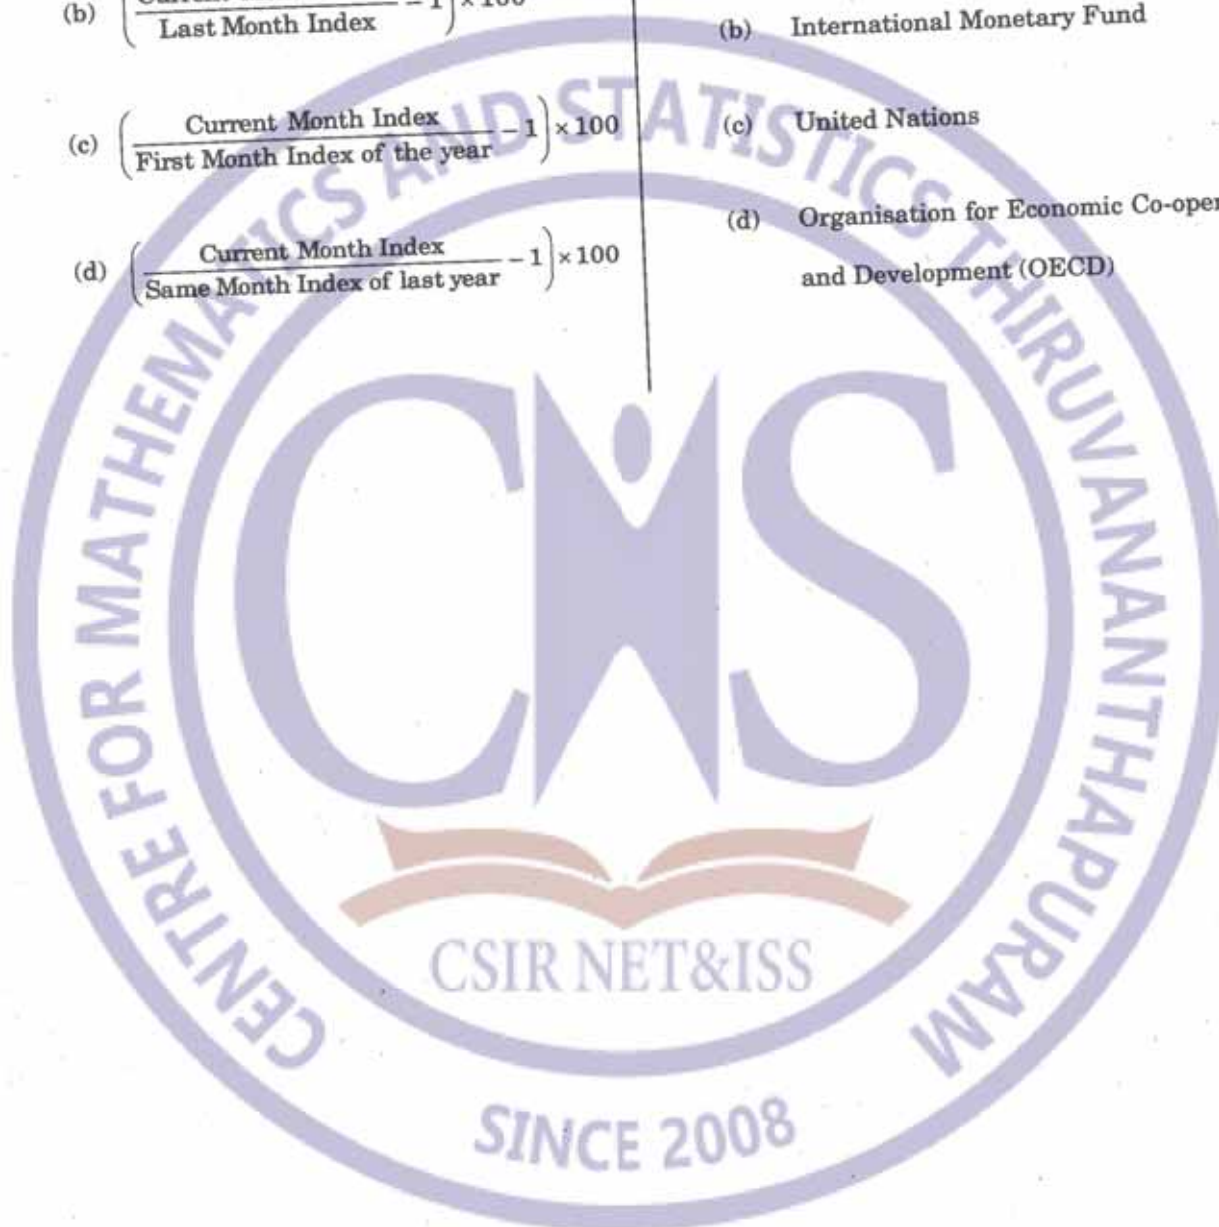 (b) ( / Last Month Index − 1 ) × 100
(c) ( Current Month Index / First Month Index of the year − 1 ) × 100
(d) ( Current Month Index / Same Month Index of last year − 1 ) × 100
(b) International Monetary Fund
(c) United Nations
(d) Organisation for Economic Co-oper
and Development (OECD)
CENTRE FOR MATHEMATICS AND STATISTICS THIRUVANANTHAPURAM
CMS
CSIR NET&ISS
SINCE 2008